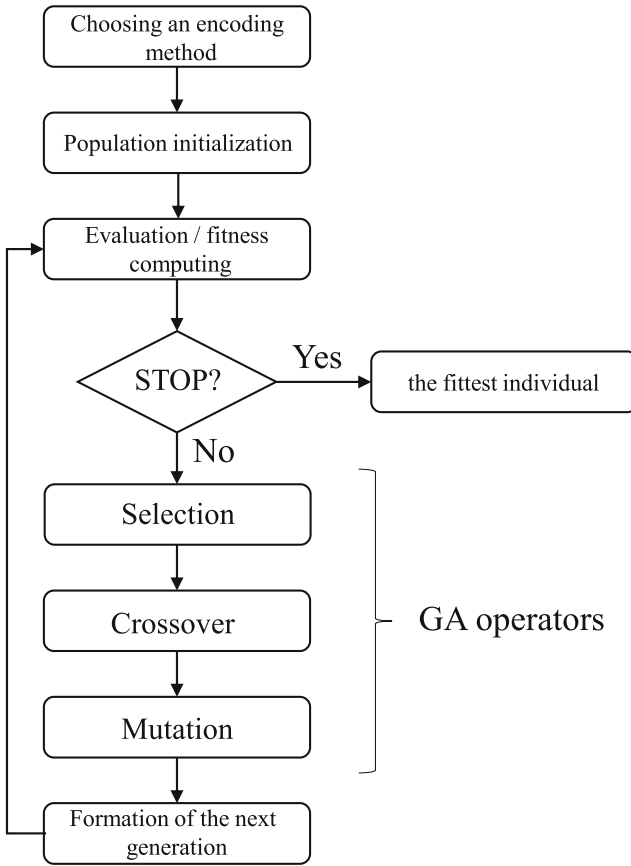 Choosing an encoding
method
Population initialization
Evaluation / fitness
computing
STOP?
Yes
the fittest individual
No
Selection
Crossover
GA operators
Mutation
Formation of the next
generation